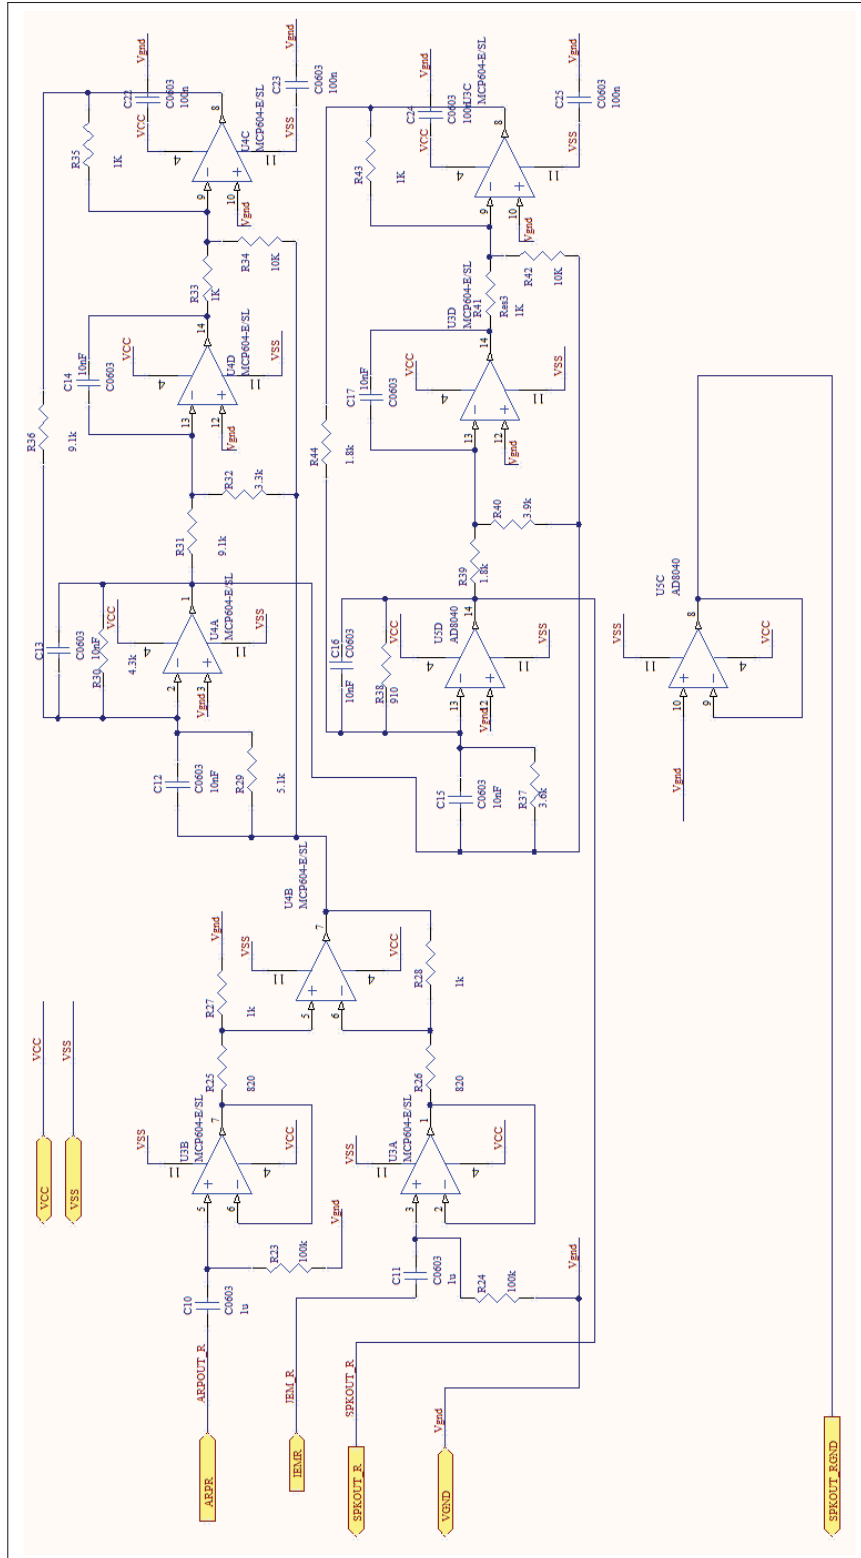 Vgnd
C22
C0603
100n
VCC
8
4
U4C
MCP604-E/SL
Vgnd
C23
C0603
100n
VSS
11
9
10
Vgnd
R35
1K
R34
10K
R33
1K
R36
9.1k
C14
10nF
C0603
VCC
14
4
U4D
MCP604-E/SL
VSS
11
13
12
Vgnd
R32
3.3k
R31
9.1k
C13
C0603
10nF
R30
4.3k
VCC
1
4
U4A
MCP604-E/SL
VSS
11
2
3
Vgnd
C12
C0603
10nF
R29
5.1k
Vgnd
C24
C0603
100n
VCC
8
4
U3C
MCP604-E/SL
C25
C0603
100n
Vgnd
VSS
11
9
10
Vgnd
R43
1K
R42
10K
R41
Res3
1K
R44
1.8k
C17
10nF
C0603
VCC
14
4
U3D
MCP604-E/SL
VSS
11
13
12
Vgnd
R40
3.9k
R39
1.8k
C16
C0603
10nF
R38
910
VCC
14
4
U5D
AD8040
VSS
11
13
12
Vgnd
C15
C0603
10nF
R37
3.6k
U5C
AD8040
8
VSS
11
VCC
4
10
9
Vgnd
U4B
MCP604-E/SL
7
VSS
11
VCC
4
5
6
Vgnd
R27
1k
R28
1k
R25
820
R26
820
VCC
VSS
VCC
VSS
U3B
MCP604-E/SL
7
VSS
11
VCC
4
5
6
U3A
MCP604-E/SL
1
VSS
11
VCC
4
3
2
R23
100k
Vgnd
C10
C0603
1u
C11
C0603
1u
R24
100k
Vgnd
ARPOUT_R
IEM_R
SPKOUT_R
Vgnd
ARPR
IEMR
SPKOUT_R
VGND
SPKOUT_RGND